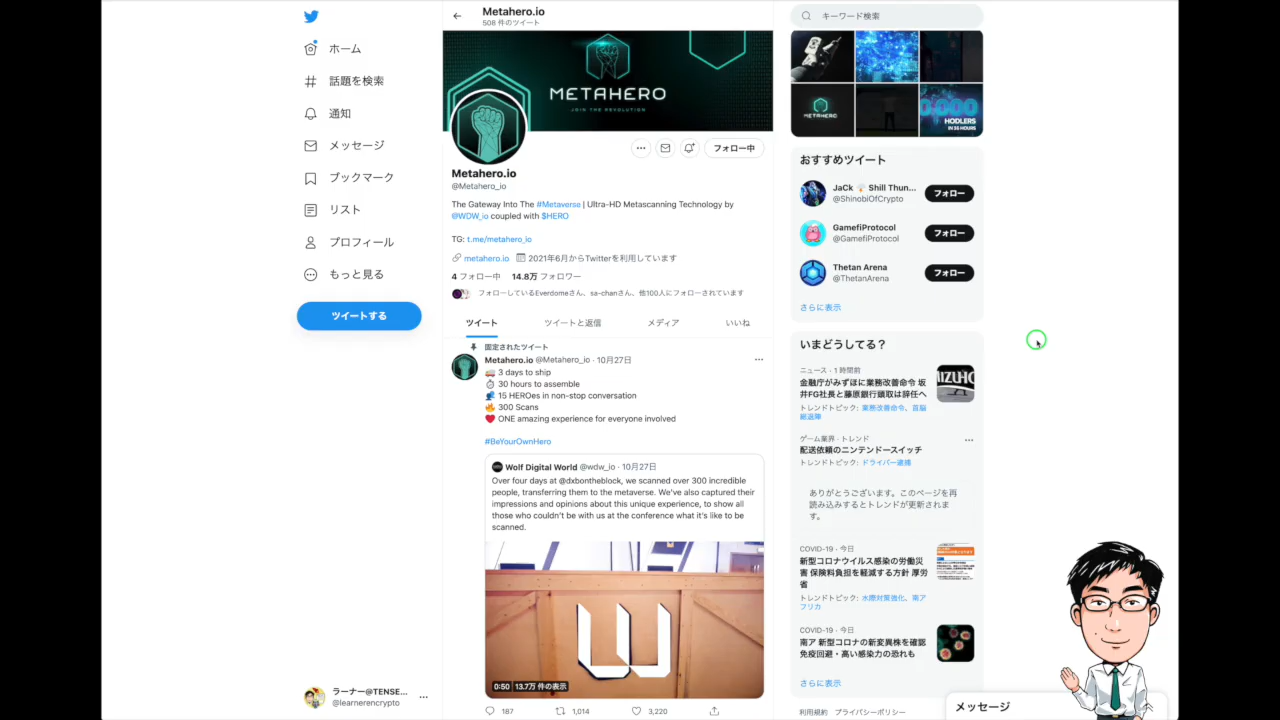 ホーム
話題を検索
通知
メッセージ
ブックマーク
リスト
プロフィール
もっと見る
ツイートする
ラーナー@TENSE...
@learnerencrypto
Metahero.io
508 件のツイート
METAHERO
JOIN THE REVOLUTION
フォロー中
Metahero.io
@Metahero_io
The Gateway Into The #Metaverse | Ultra-HD Metascanning Technology by
@WDW_io coupled with $HERO
TG: t.me/metahero_io
metahero.io 2021年6月からTwitterを利用しています
4 フォロー中 14.8万 フォロワー
フォローしているEverdomeさん、sa-chanさん、他100人にフォローされています
ツイート ツイートと返信 メディア いいね
固定されたツイート
Metahero.io @Metahero_io · 10月27日
🚚 3 days to ship
⏱ 30 hours to assemble
👥 15 HEROes in non-stop conversation
🔥 300 Scans
❤️ ONE amazing experience for everyone involved
#BeYourOwnHero
Wolf Digital World @wdw_io · 10月27日
Over four days at @dxbontheblock, we scanned over 300 incredible
people, transferring them to the metaverse. We've also captured their
impressions and opinions about this unique experience, to show all
those who couldn't be with us at the conference what it's like to be
scanned.
0:50 13.7万 件の表示
187 1,014 3,220
キーワード検索
METAHERO
0,000
HODLERS
IN 35 HOURS
おすすめツイート
JaCk Shill Thun...
@ShinobiOfCrypto
フォロー
GamefiProtocol
@GamefiProtocol
フォロー
Thetan Arena
@ThetanArena
フォロー
さらに表示
いまどうしてる？
ニュース · 1 時間前
金融庁がみずほに業務改善命令 坂
井FG社長と藤原銀行頭取は辞任へ
トレンドトピック: 業務改善命令、首脳
総退陣
MIZUHO
ゲーム業界 · トレンド
配送依頼のニンテンドースイッチ
トレンドトピック: ドライバー逮捕
ありがとうございます。このページを再
読み込みするとトレンドが更新されま
す。
COVID-19 · 今日
新型コロナウイルス感染の労働災
害 保険料負担を軽減する方針 厚労
省
トレンドトピック: 水際対策強化、南ア
フリカ
COVID-19 · 今日
南ア 新型コロナの新変異株を確認
免疫回避・高い感染力の恐れも
さらに表示
利用規約 プライバシーポリシー
メッセージ